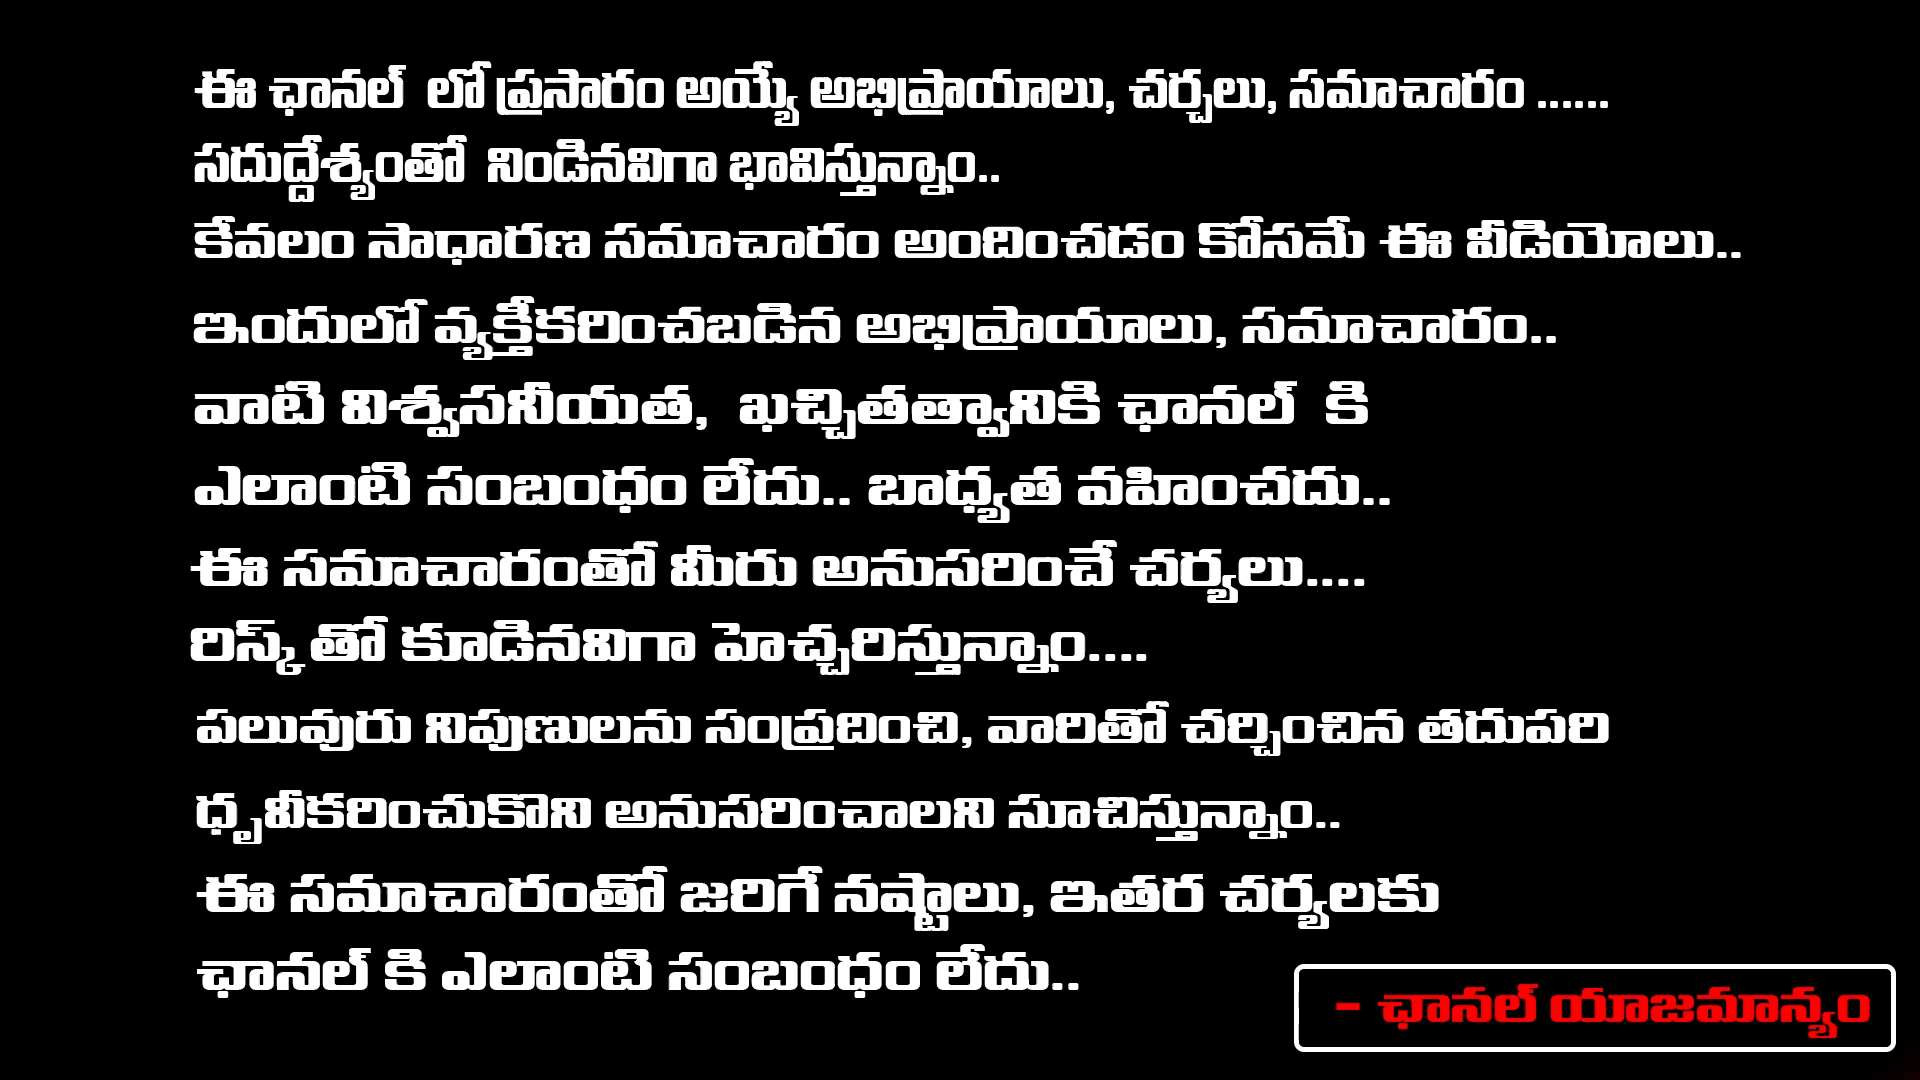 ఈ ఛానల్ లో ప్రసారం అయ్యే అభిప్రాయాలు, చర్చలు, సమాచారం ......
సదుద్దేశ్యంతో నిండినవిగా భావిస్తున్నాం..
కేవలం సాధారణ సమాచారం అందించడం కోసమే ఈ వీడియోలు..
ఇందులో వ్యక్తీకరించబడిన అభిప్రాయాలు, సమాచారం..
వాటి విశ్వసనీయత, ఖచ్చితత్వానికి ఛానల్ కి
ఎలాంటి సంబంధం లేదు.. బాధ్యత వహించదు..
ఈ సమాచారంతో మీరు అనుసరించే చర్యలు....
రిస్క్ తో కూడినవిగా హెచ్చరిస్తున్నాం....
పలువురు నిపుణులను సంప్రదించి, వారితో చర్చించిన తదుపరి
ధృవీకరించుకొని అనుసరించాలని సూచిస్తున్నాం..
ఈ సమాచారంతో జరిగే నష్టాలు, ఇతర చర్యలకు
ఛానల్ కి ఎలాంటి సంబంధం లేదు..
- ఛానల్ యాజమాన్యం